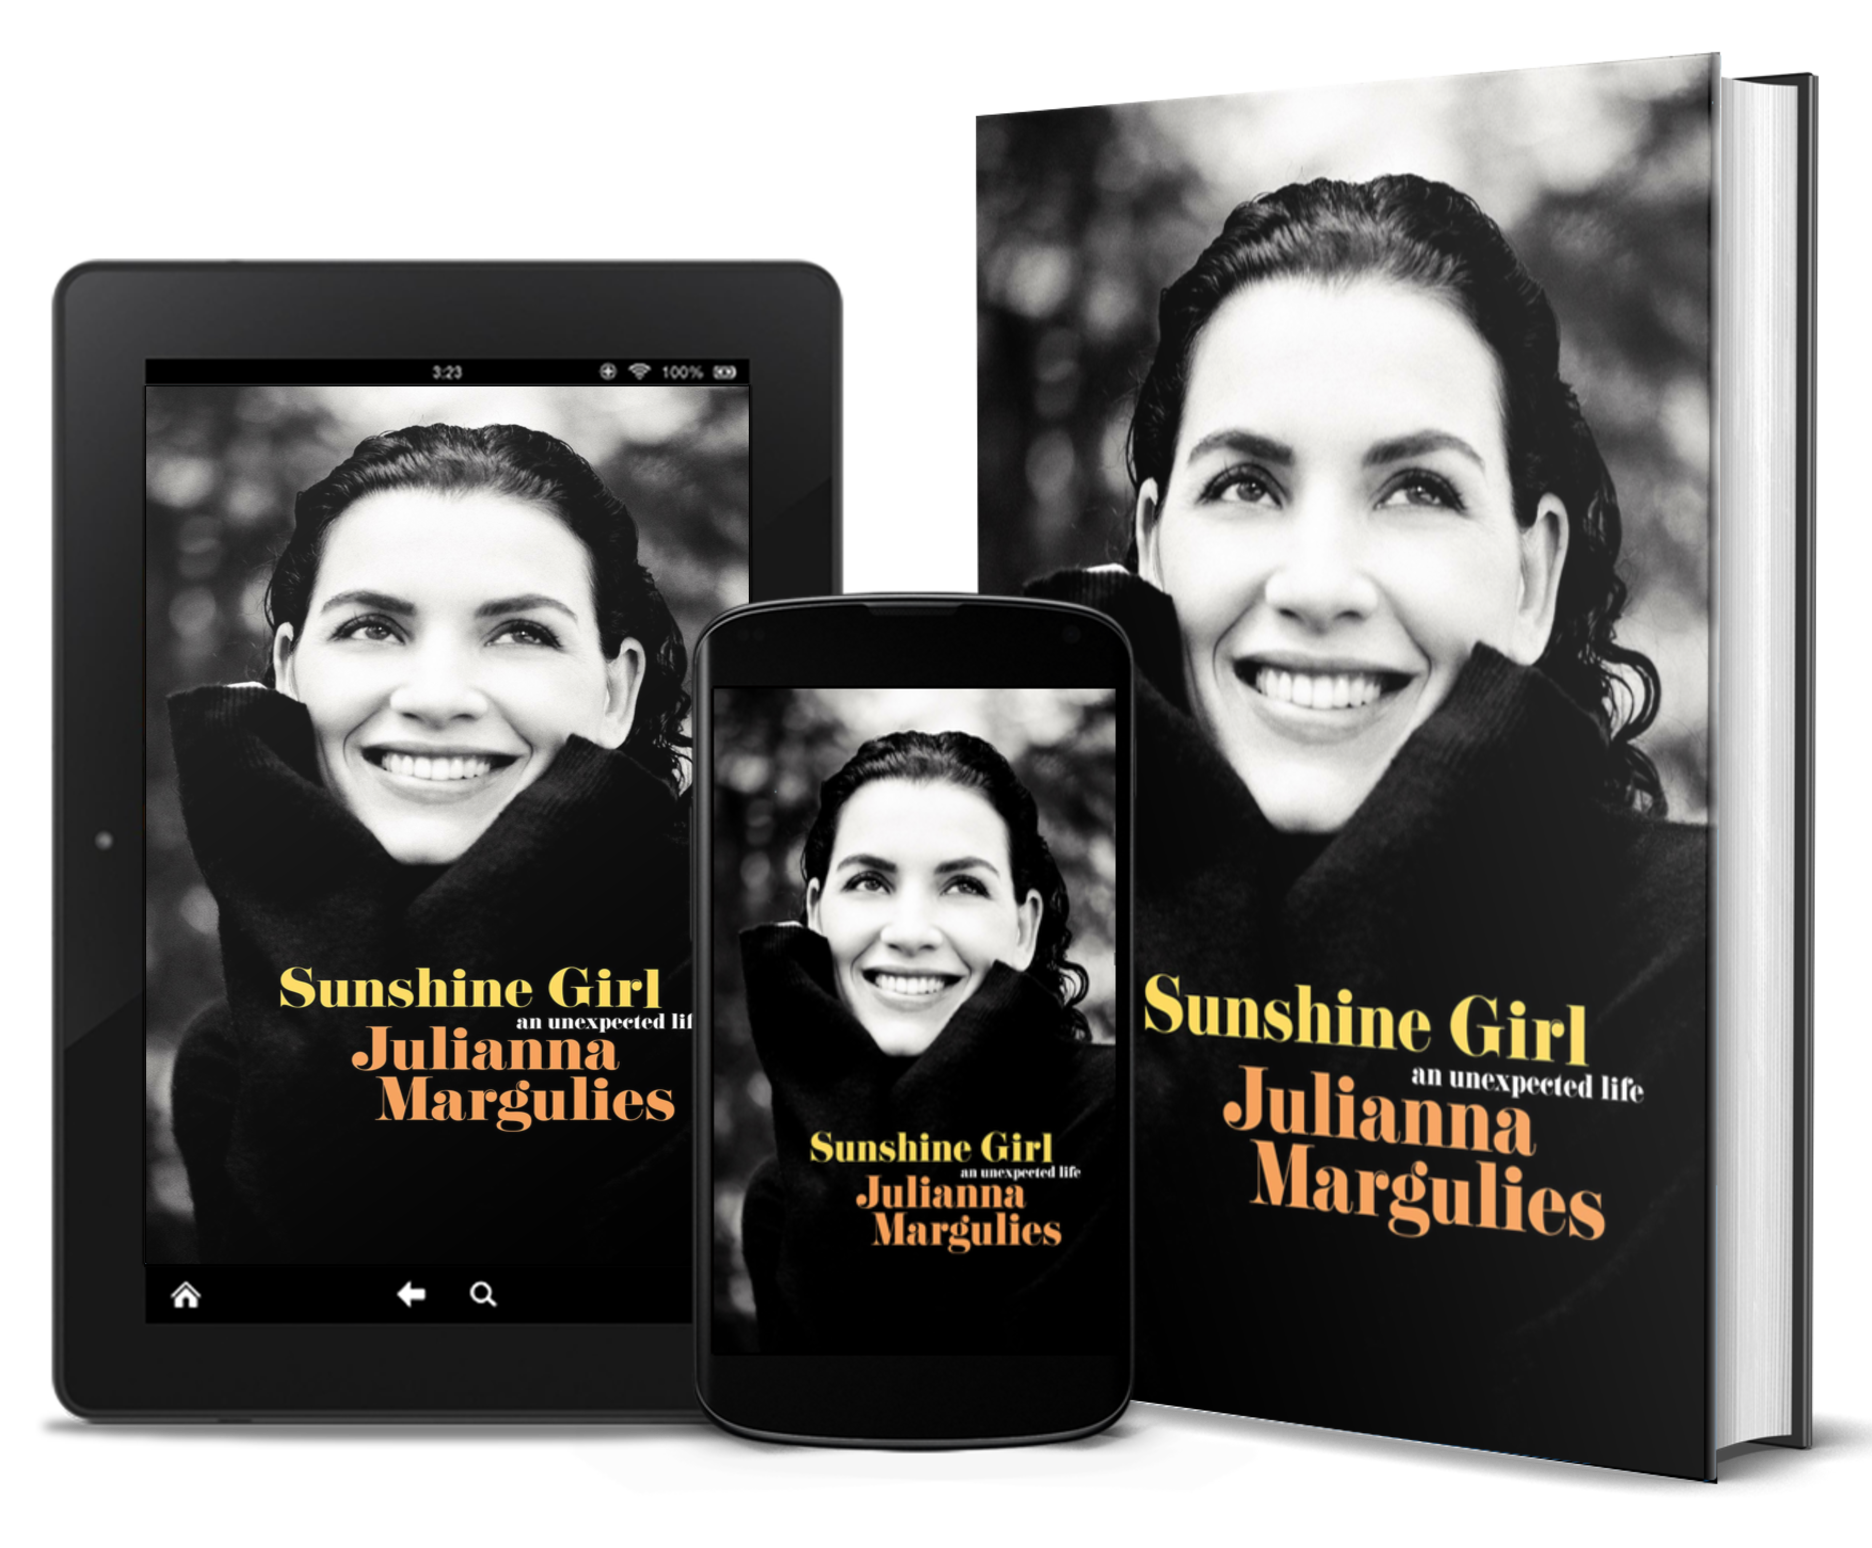 3:23
100%
Sunshine Girl
an unexpected lif
Julianna
Margulies
Sunshine Girl
an unexpected life
Julianna
Margulies
Sunshine Girl
an unexpected life
Julianna
Margulies